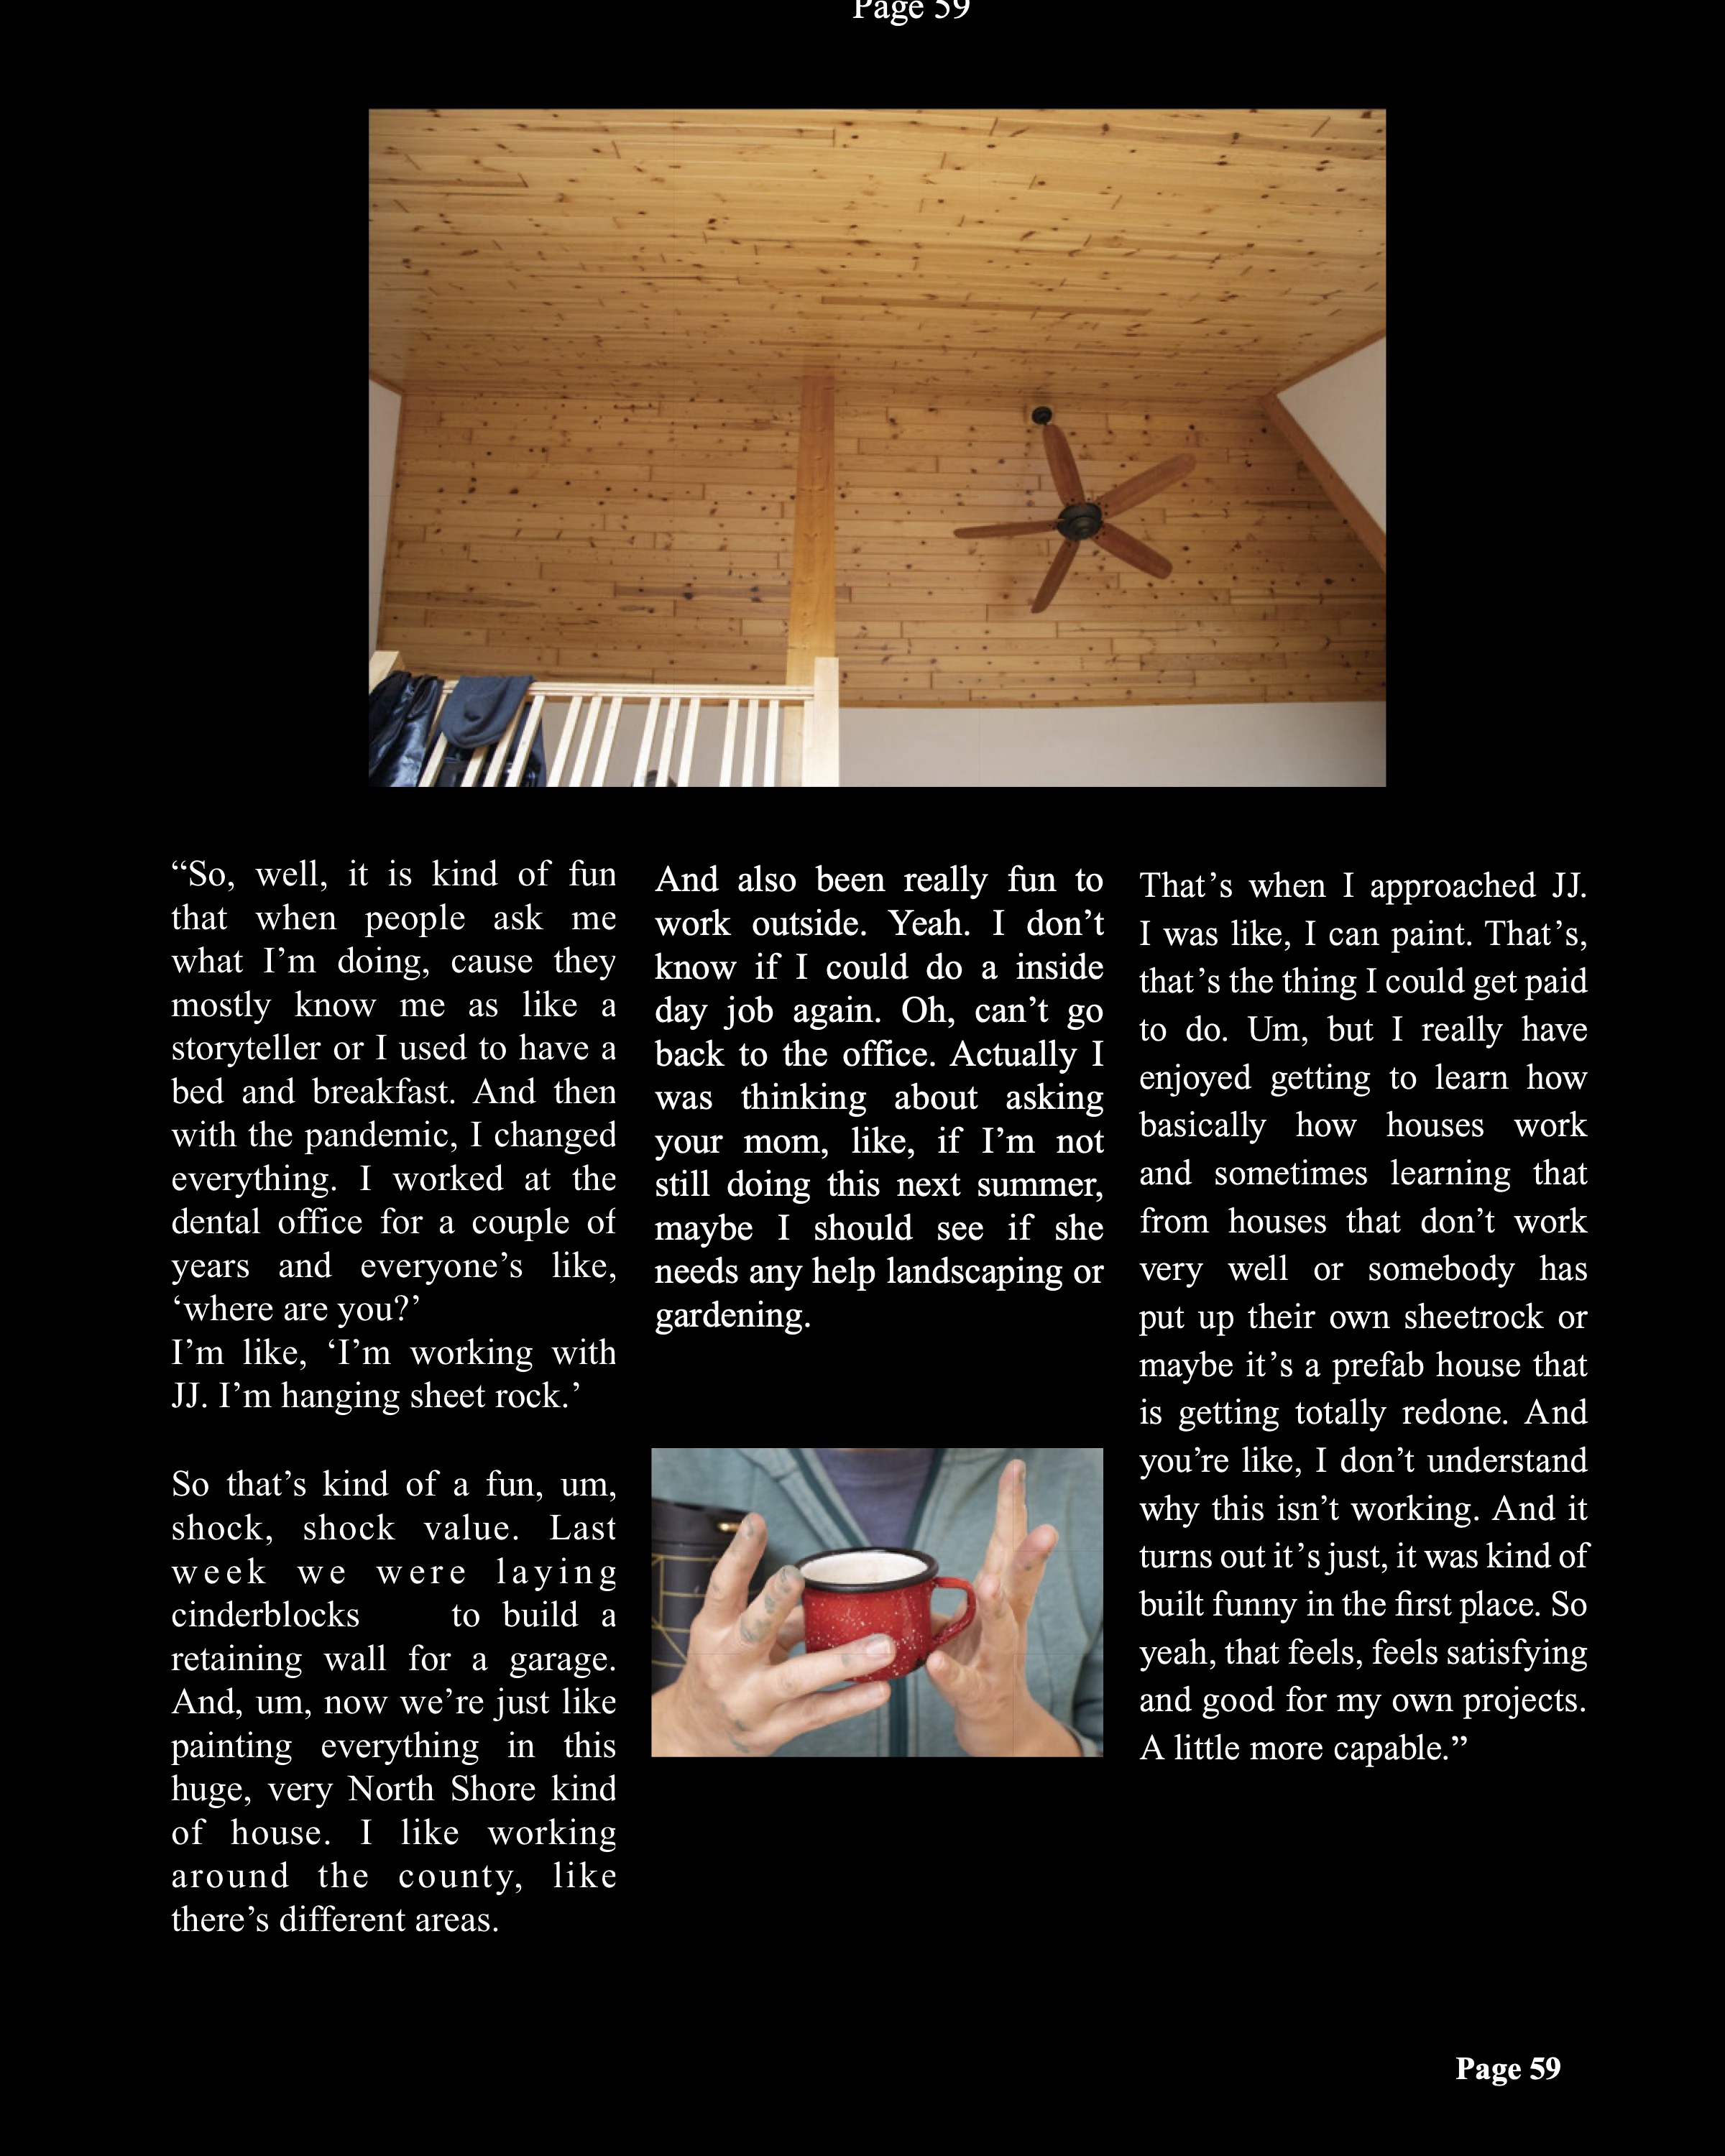 Page 59
“So, well, it is kind of fun
that when people ask me
what I’m doing, cause they
mostly know me as like a
storyteller or I used to have a
bed and breakfast. And then
with the pandemic, I changed
everything. I worked at the
dental office for a couple of
years and everyone’s like,
‘where are you?’
I’m like, ‘I’m working with
JJ. I’m hanging sheet rock.’
So that’s kind of a fun, um,
shock, shock value. Last
week we were laying
cinderblocks to build a
retaining wall for a garage.
And, um, now we’re just like
painting everything in this
huge, very North Shore kind
of house. I like working
around the county, like
there’s different areas.
And also been really fun to
work outside. Yeah. I don’t
know if I could do a inside
day job again. Oh, can’t go
back to the office. Actually I
was thinking about asking
your mom, like, if I’m not
still doing this next summer,
maybe I should see if she
needs any help landscaping or
gardening.
That’s when I approached JJ.
I was like, I can paint. That’s,
that’s the thing I could get paid
to do. Um, but I really have
enjoyed getting to learn how
basically how houses work
and sometimes learning that
from houses that don’t work
very well or somebody has
put up their own sheetrock or
maybe it’s a prefab house that
is getting totally redone. And
you’re like, I don’t understand
why this isn’t working. And it
turns out it’s just, it was kind of
built funny in the first place. So
yeah, that feels, feels satisfying
and good for my own projects.
A little more capable.”
Page 59